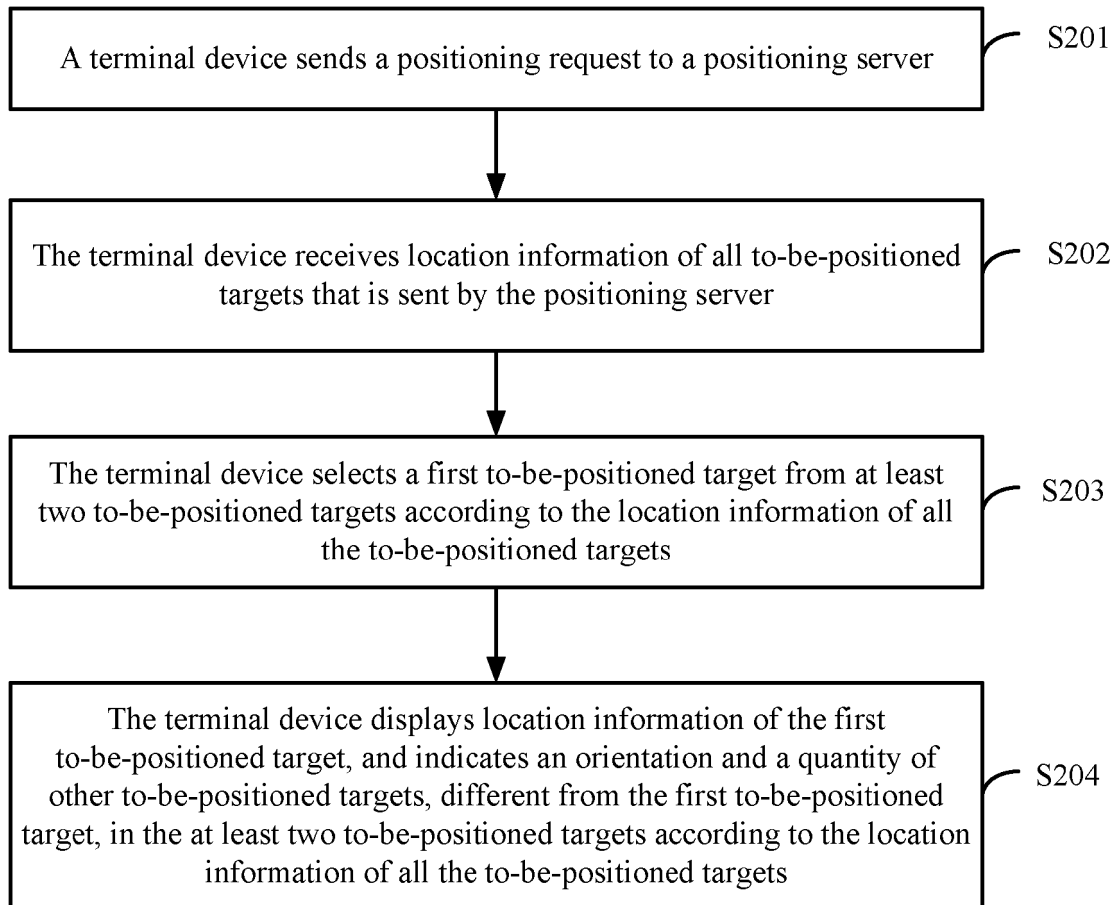 A terminal device sends a positioning request to a positioning server
S201
The terminal device receives location information of all to-be-positioned
targets that is sent by the positioning server
S202
The terminal device selects a first to-be-positioned target from at least
two to-be-positioned targets according to the location information of all
the to-be-positioned targets
S203
The terminal device displays location information of the first
to-be-positioned target, and indicates an orientation and a quantity of
other to-be-positioned targets, different from the first to-be-positioned
target, in the at least two to-be-positioned targets according to the location
information of all the to-be-positioned targets
S204